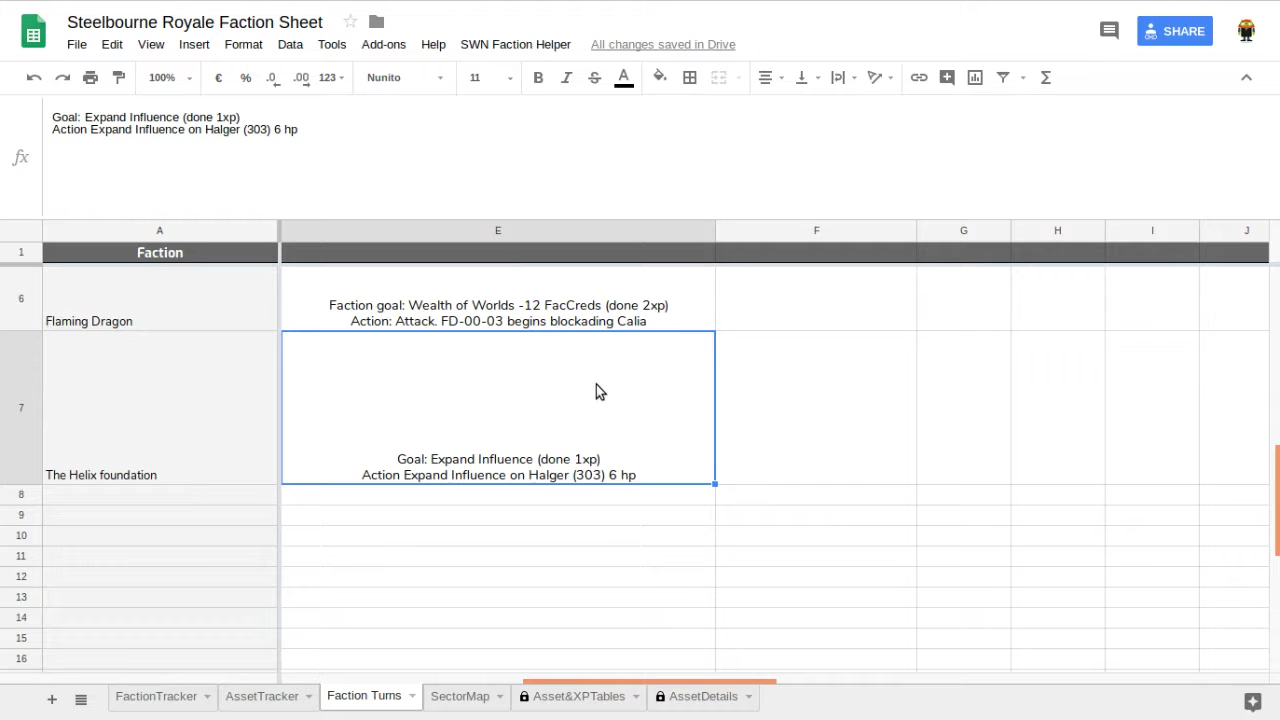 Steelbourne Royale Faction Sheet
File Edit View Insert Format Data Tools Add-ons Help SWN Faction Helper All changes saved in Drive
SHARE
100% € % .0 .00 123 Nunito 11 B I S A Σ
fx
Goal: Expand Influence (done 1xp)
Action Expand Influence on Halger (303) 6 hp
A E F G H I J
1 Faction
6 Flaming Dragon
Faction goal: Wealth of Worlds -12 FacCreds (done 2xp)
Action: Attack. FD-00-03 begins blockading Calia
7 The Helix foundation
Goal: Expand Influence (done 1xp)
Action Expand Influence on Halger (303) 6 hp
8
9
10
11
12
13
14
15
16
FactionTracker AssetTracker Faction Turns SectorMap Asset&XPTables AssetDetails